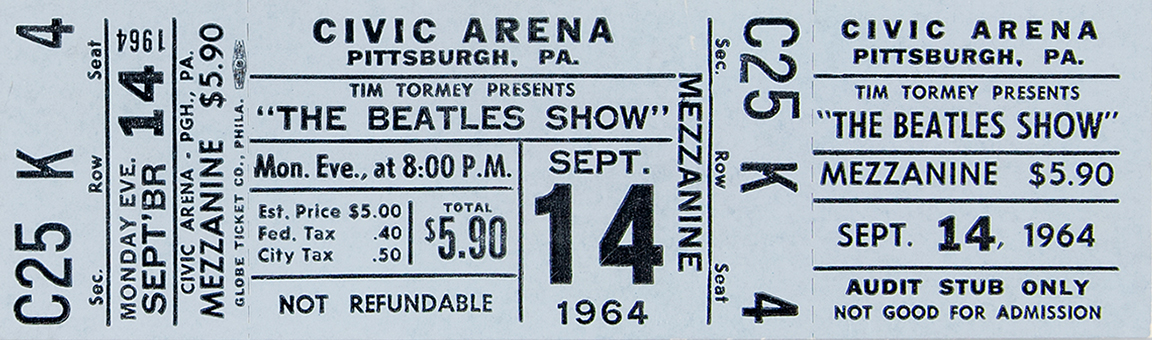 C25 K 4
Sec. Row Seat
MONDAY EVE. 1964
SEPT'BR 14
CIVIC ARENA - PGH., PA.
MEZZANINE $5.90
GLOBE TICKET CO., PHILA.
CIVIC ARENA
PITTSBURGH, PA.
TIM TORMEY PRESENTS
"THE BEATLES SHOW"
Mon. Eve., at 8:00 P.M.
Est. Price $5.00
Fed. Tax .40
City Tax .50
TOTAL
$5.90
NOT REFUNDABLE
SEPT.
14
1964
MEZZANINE
Sec. Row Seat
C25 K 4
CIVIC ARENA
PITTSBURGH, PA.
TIM TORMEY PRESENTS
"THE BEATLES SHOW"
MEZZANINE $5.90
SEPT. 14, 1964
AUDIT STUB ONLY
NOT GOOD FOR ADMISSION